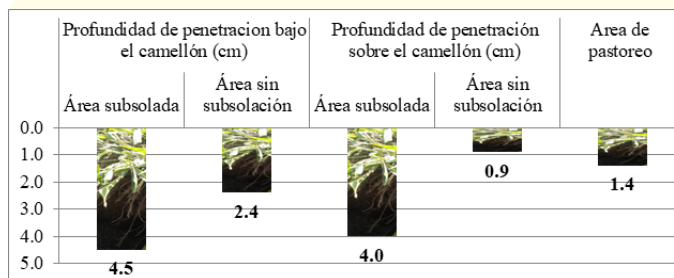 Profundidad de penetracion bajo
el camellón (cm)
Profundidad de penetración
sobre el camellón (cm)
Area de
pastoreo
Área subsolada
Área sin
subsolación
Área subsolada
Área sin
subsolación
0.0
1.0
2.0
3.0
4.0
5.0
4.5
2.4
4.0
0.9
1.4